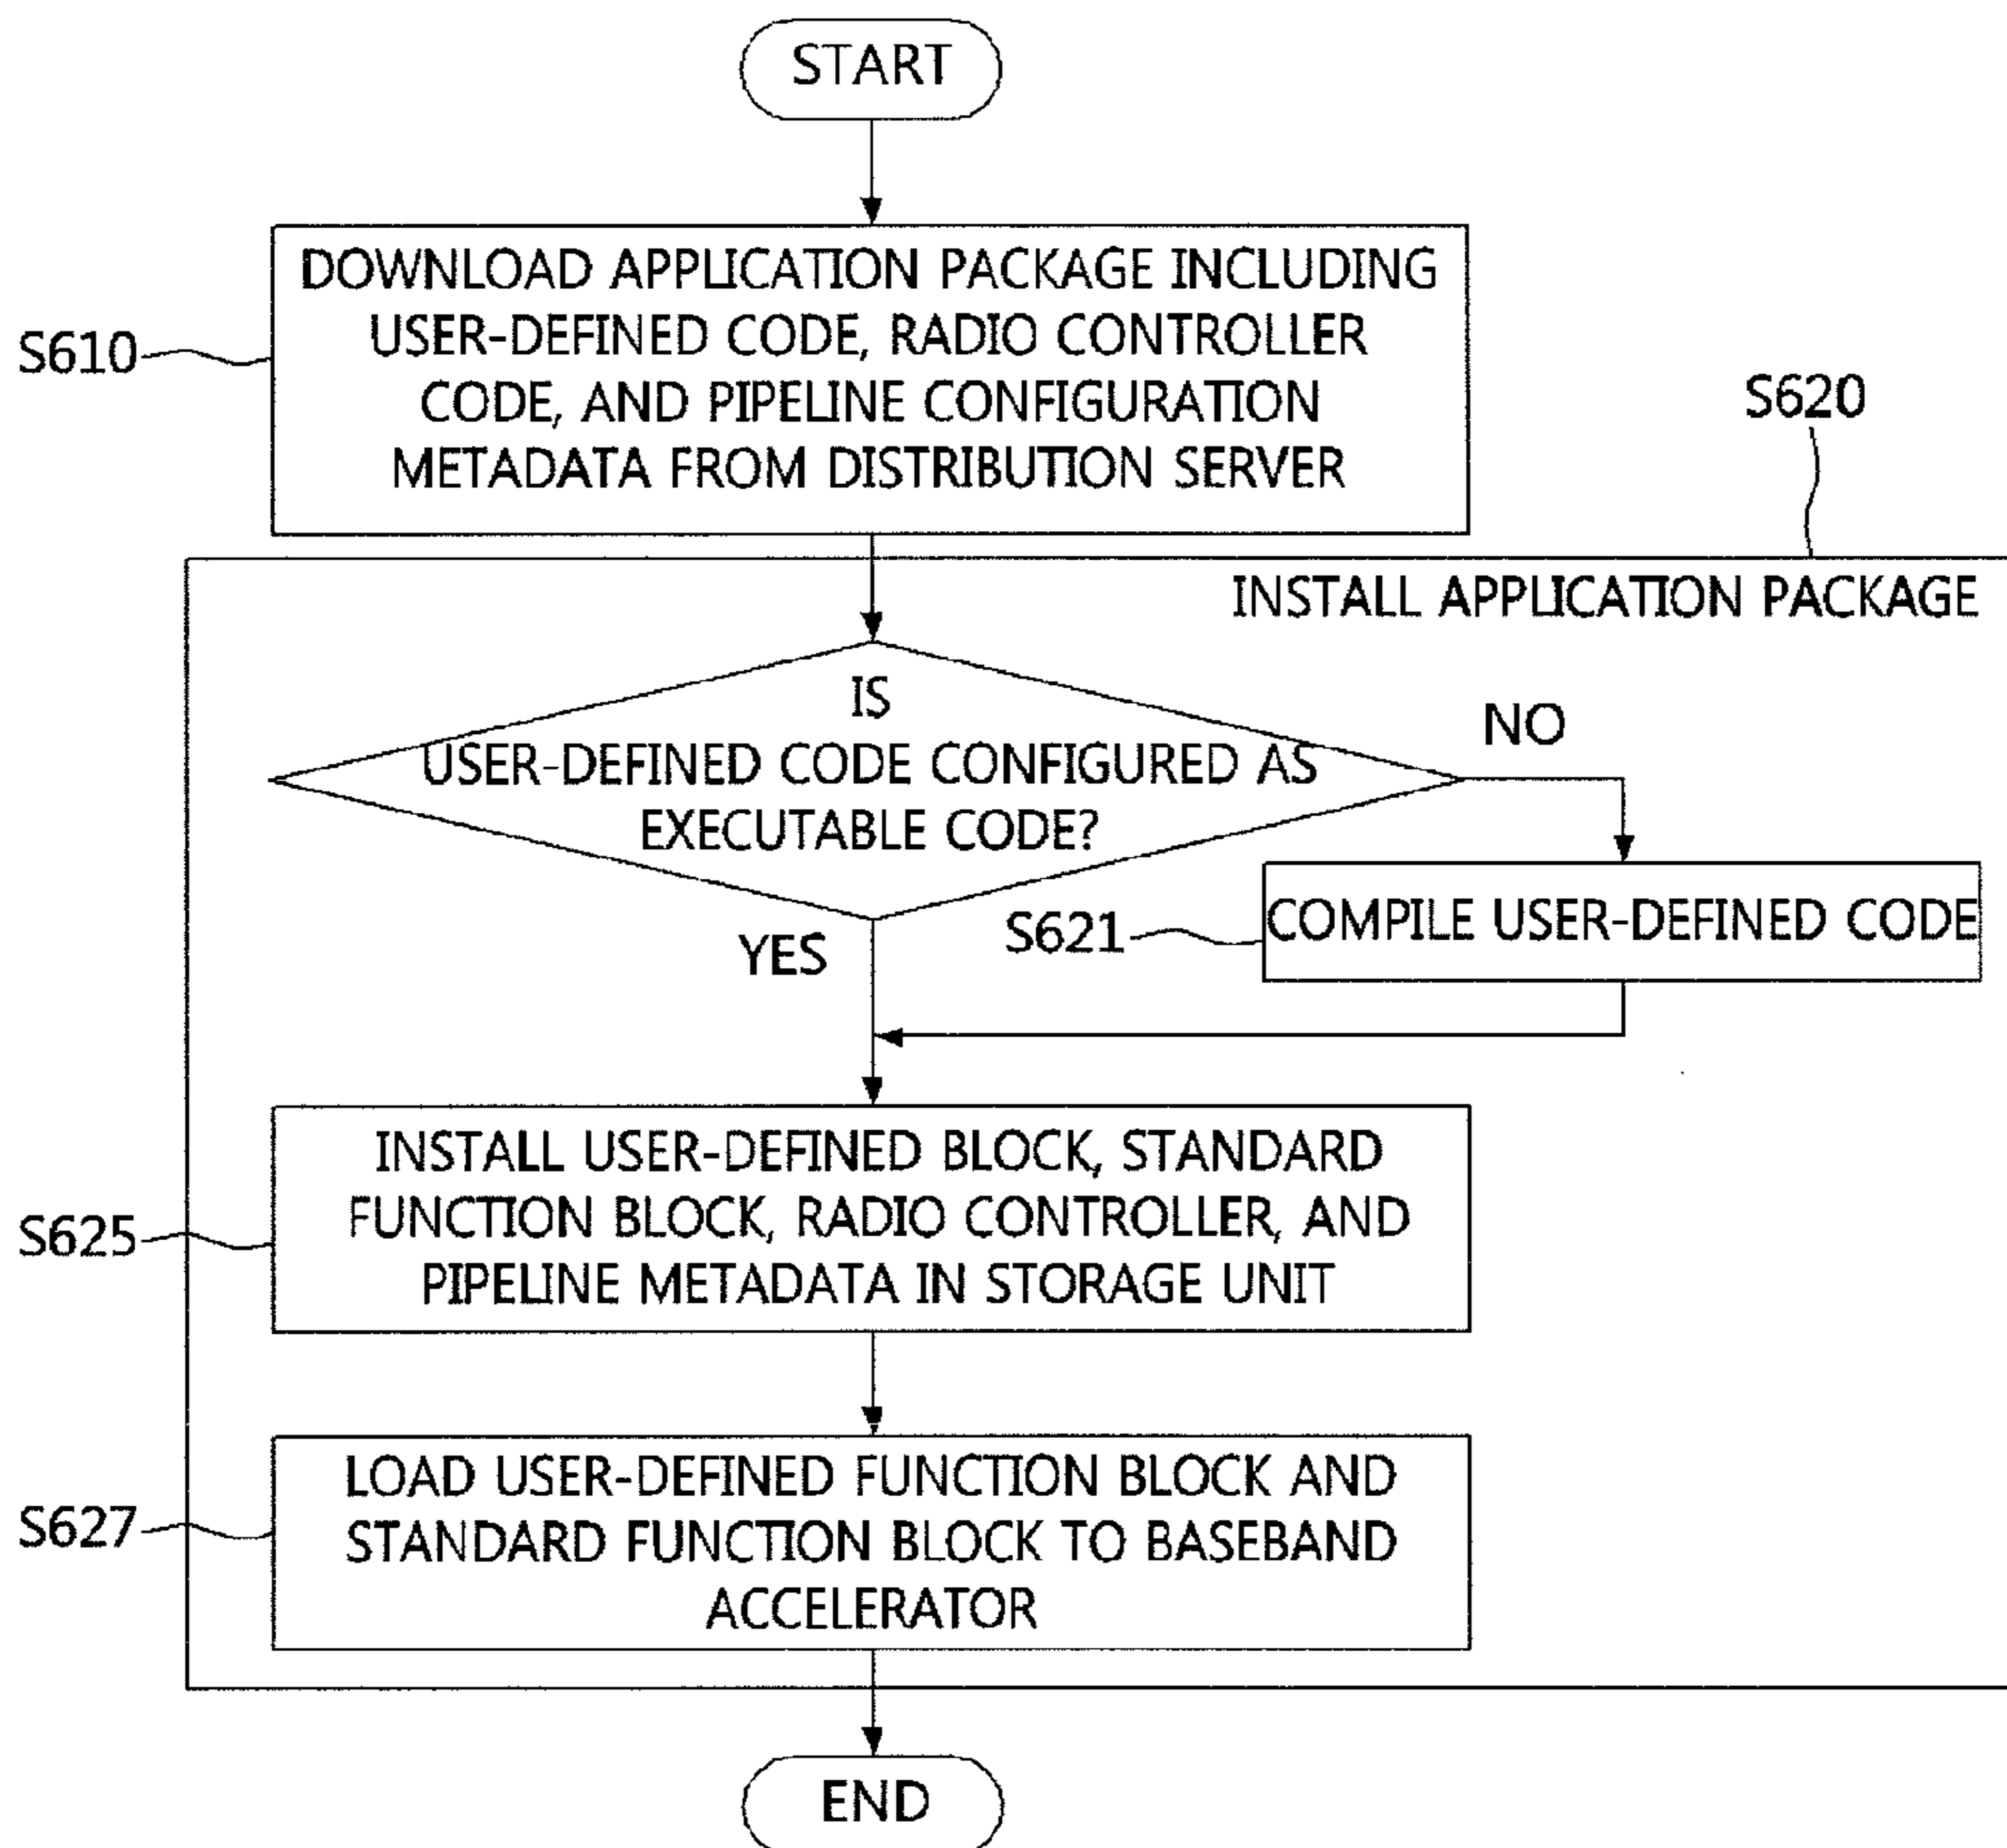 START
DOWNLOAD APPLICATION PACKAGE INCLUDING
USER-DEFINED CODE, RADIO CONTROLLER
CODE, AND PIPELINE CONFIGURATION
METADATA FROM DISTRIBUTION SERVER
S610
S620
INSTALL APPLICATION PACKAGE
IS
USER-DEFINED CODE CONFIGURED AS
EXECUTABLE CODE?
NO
YES
S621
COMPILE USER-DEFINED CODE
INSTALL USER-DEFINED BLOCK, STANDARD
FUNCTION BLOCK, RADIO CONTROLLER, AND
PIPELINE METADATA IN STORAGE UNIT
S625
LOAD USER-DEFINED FUNCTION BLOCK AND
STANDARD FUNCTION BLOCK TO BASEBAND
ACCELERATOR
S627
END